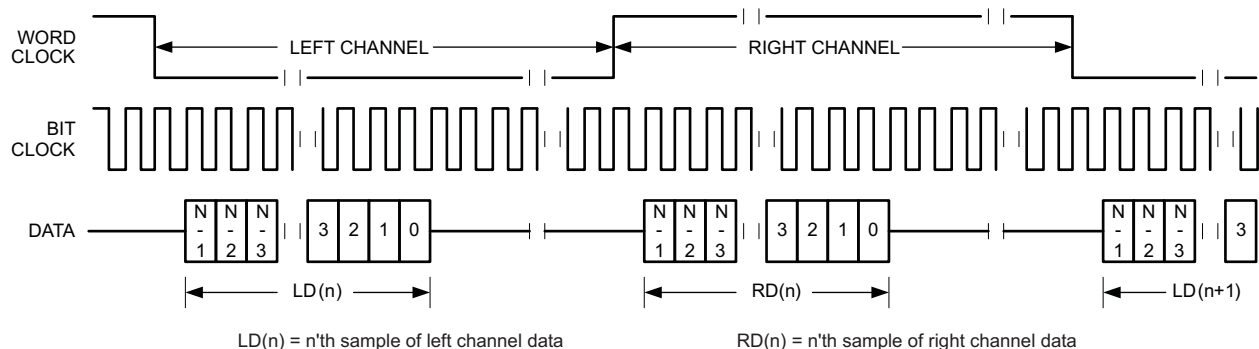 WORD
CLOCK
LEFT CHANNEL
RIGHT CHANNEL
BIT
CLOCK
DATA
N
-
1
N
-
2
N
-
3
3
2
1
0
N
-
1
N
-
2
N
-
3
3
2
1
0
N
-
1
N
-
2
N
-
3
3
LD(n)
RD(n)
LD(n+1)
LD(n) = n'th sample of left channel data
RD(n) = n'th sample of right channel data